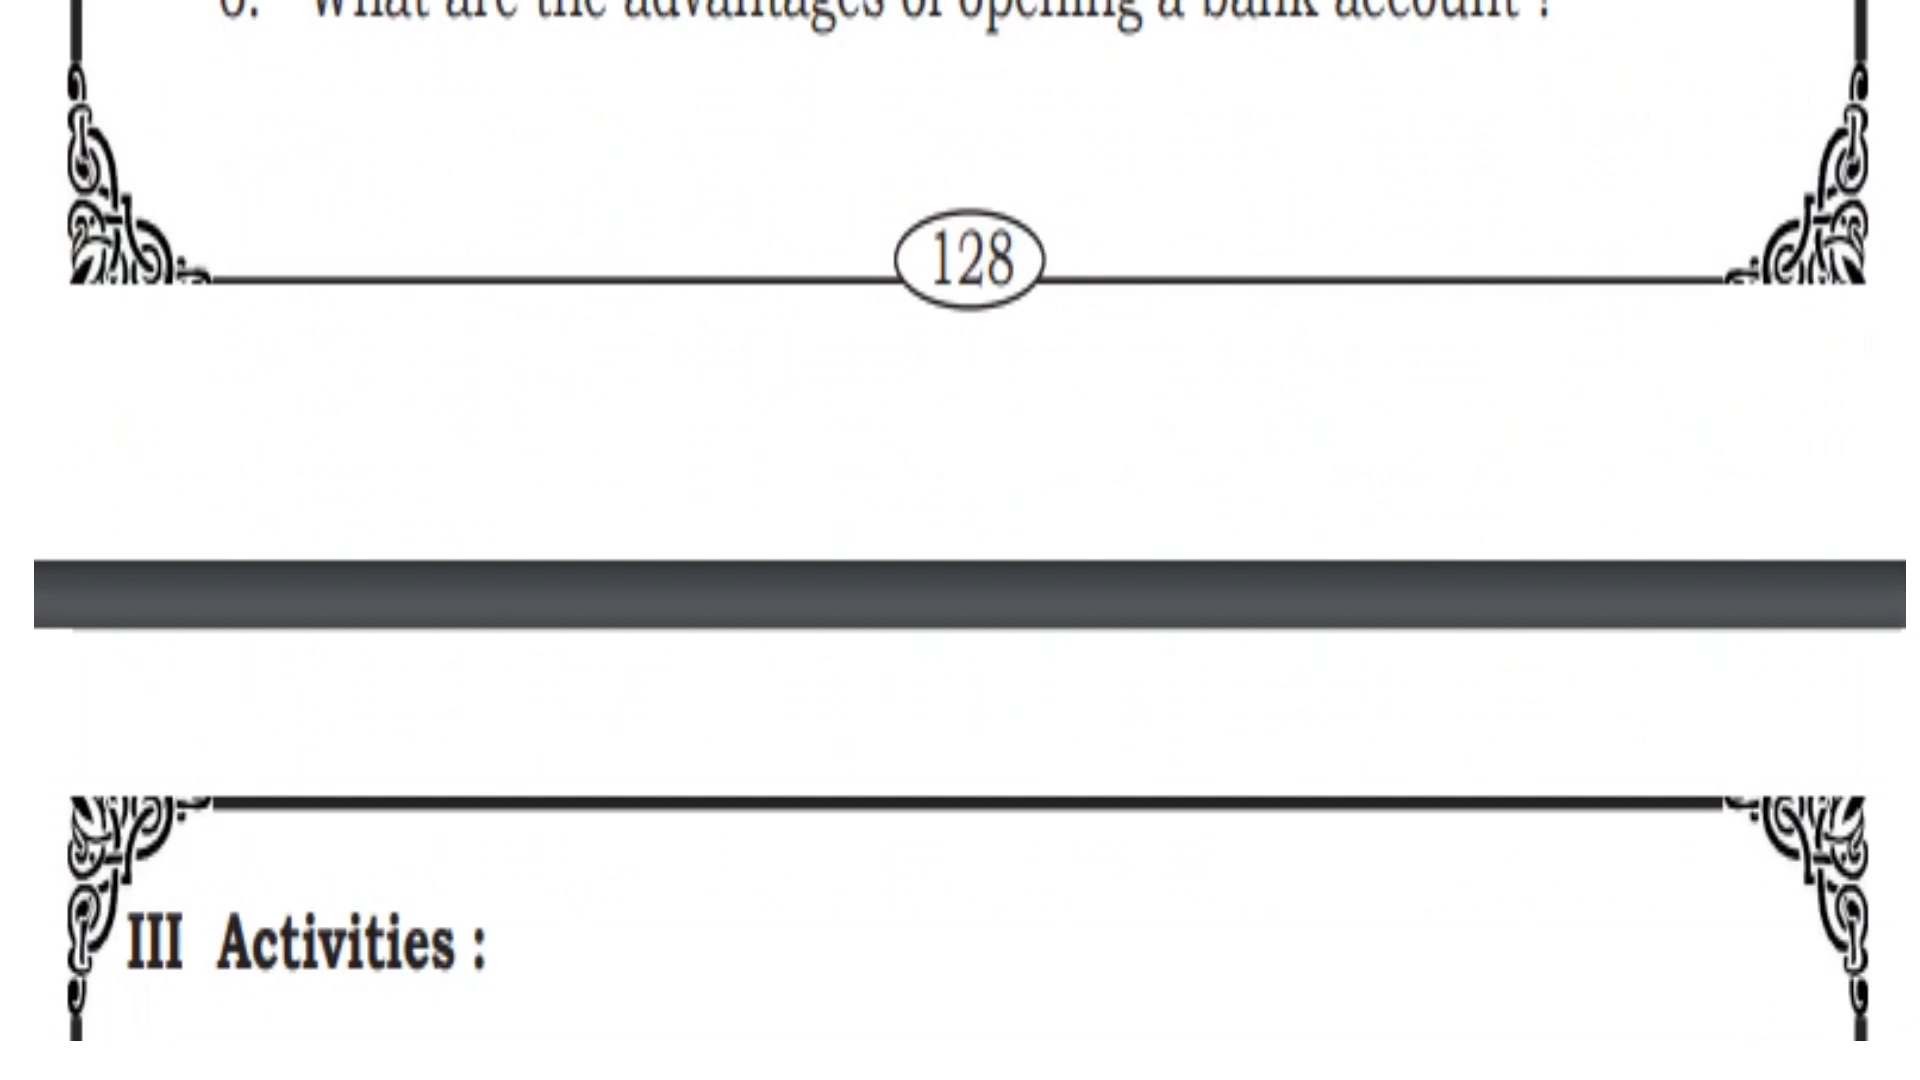 What are the advantages of opening a bank account ?
128
III Activities :